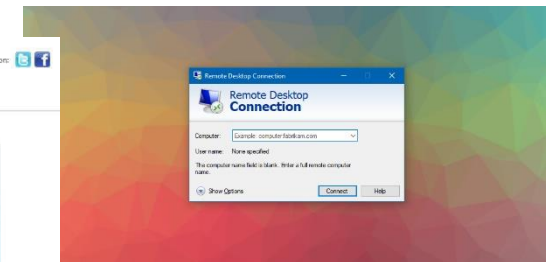 on:
Remote Desktop Connection
Remote Desktop
Connection
Computer: Example: computer.fabrikam.com
User name: None specified
The computer name field is blank. Enter a full remote computer
name.
Show Options Connect Help